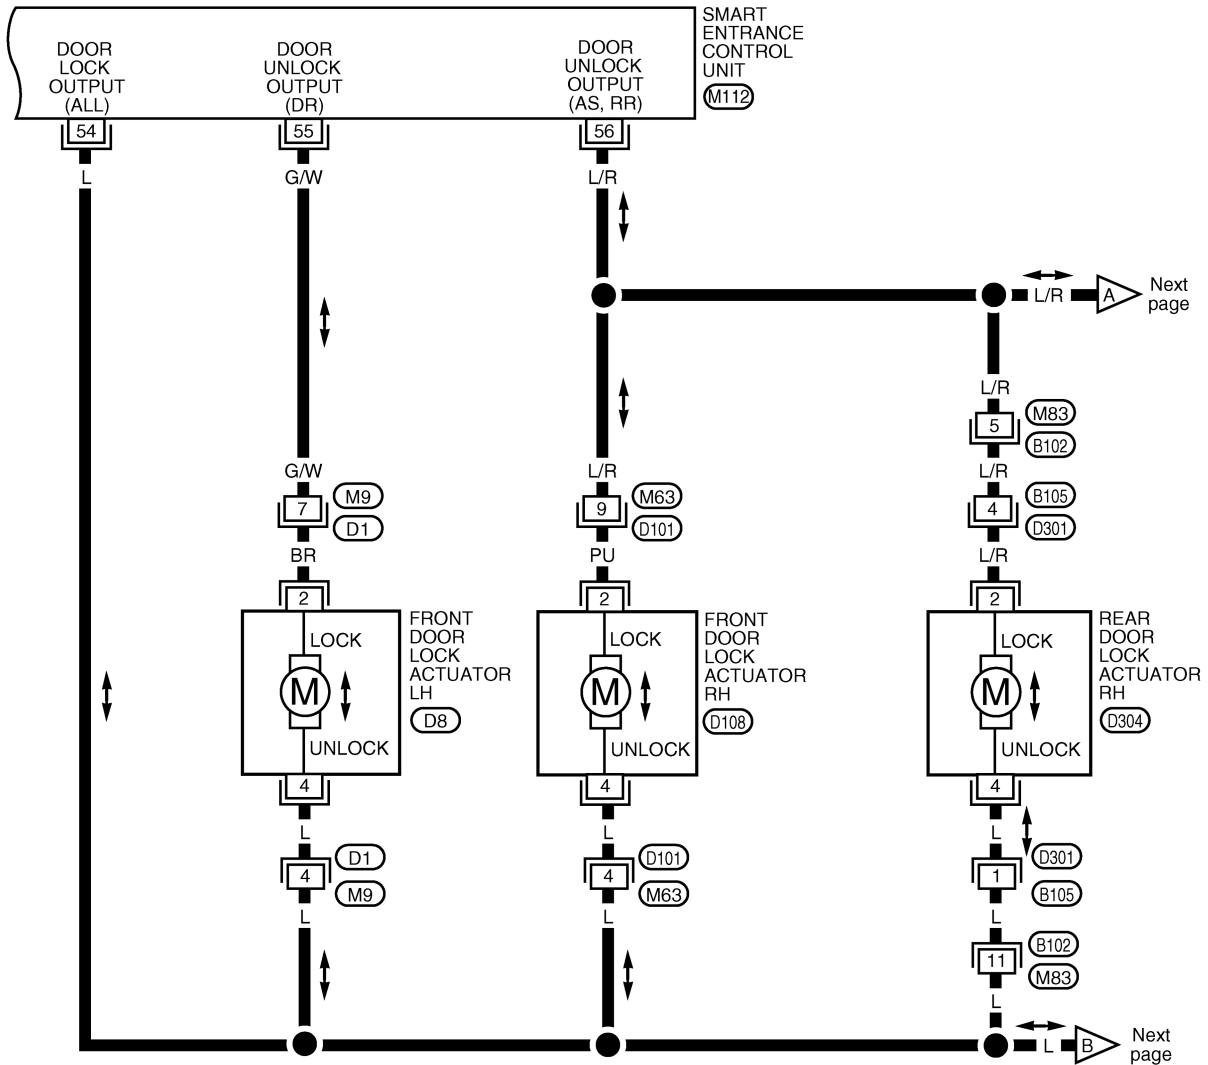 SMART
ENTRANCE
CONTROL
UNIT
M112
DOOR
LOCK
OUTPUT
(ALL)
DOOR
UNLOCK
OUTPUT
(DR)
DOOR
UNLOCK
OUTPUT
(AS, RR)
54
55
56
L
G/W
L/R
L/R
A
Next
page
L/R
5
M83
B102
G/W
L/R
L/R
7
M9
D1
9
M63
D101
4
B105
D301
BR
PU
L/R
2
2
2
LOCK
M
UNLOCK
FRONT
DOOR
LOCK
ACTUATOR
LH
D8
LOCK
M
UNLOCK
FRONT
DOOR
LOCK
ACTUATOR
RH
D108
LOCK
M
UNLOCK
REAR
DOOR
LOCK
ACTUATOR
RH
D304
4
4
4
L
L
L
4
D1
M9
4
D101
M63
1
D301
B105
L
L
L
11
B102
M83
L
L
B
Next
page